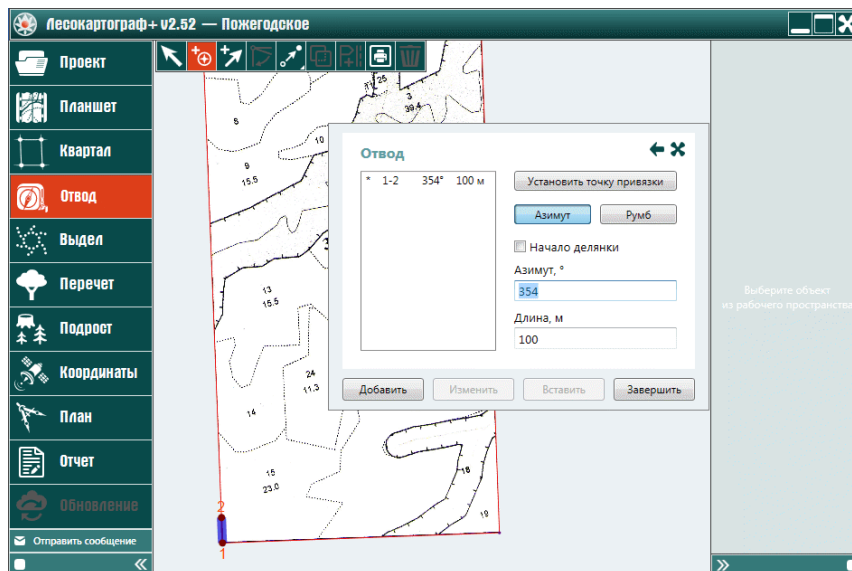 Лесокартограф+ v2.52 — Пожегодское
Проект
Планшет
Квартал
Отвод
Выдел
Перечет
Подрост
Координаты
План
Отчет
Обновление
Отправить сообщение
25
3
39.4
8
10
9
15.5
13
15.5
24
11.3
14
15
23.0
18
19
2
1
Отвод
* 1-2 354° 100 м
Установить точку привязки
Азимут Румб
Начало делянки
Азимут, °
354
Длина, м
100
Добавить Изменить Вставить Завершить
Выберите объект
из рабочего пространства